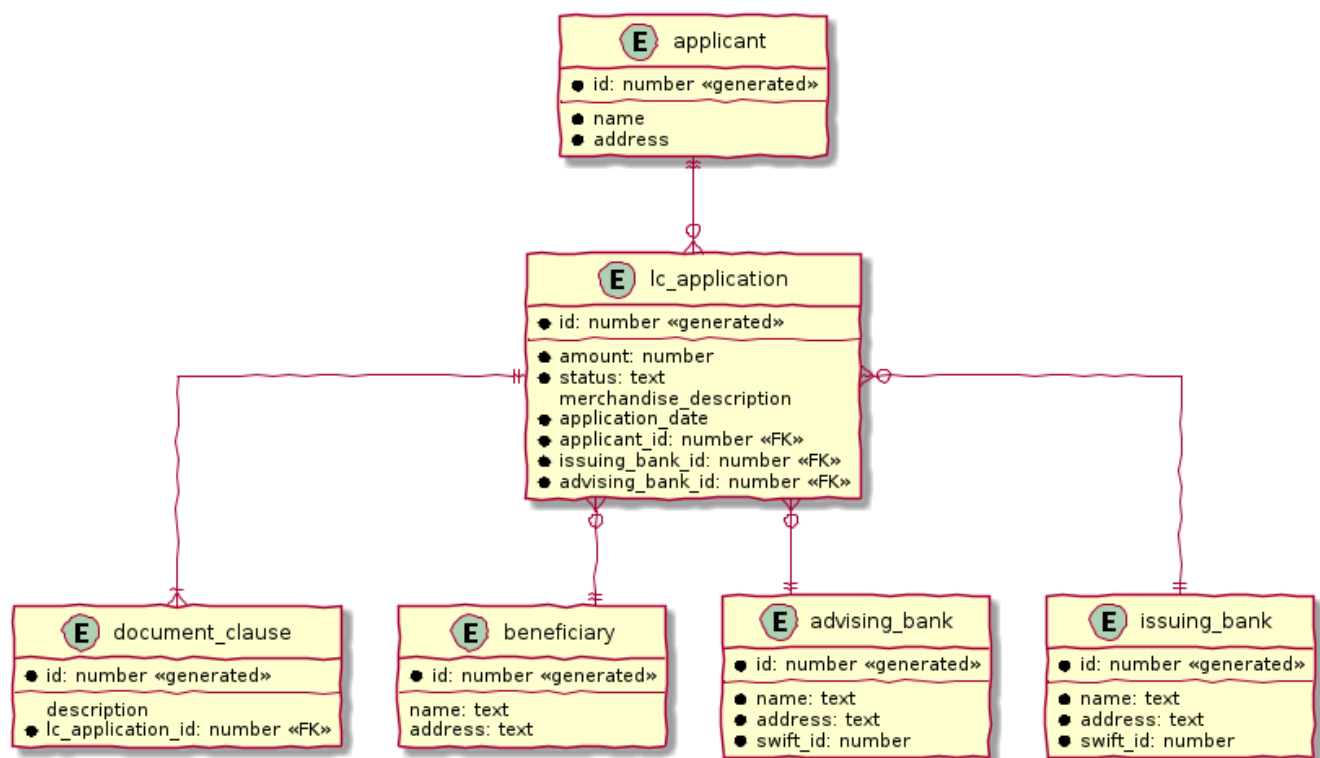 E applicant
id: number «generated»
name
address
E lc_application
id: number «generated»
amount: number
status: text
merchandise_description
application_date
applicant_id: number «FK»
issuing_bank_id: number «FK»
advising_bank_id: number «FK»
E document_clause
id: number «generated»
description
lc_application_id: number «FK»
E beneficiary
id: number «generated»
name: text
address: text
E advising_bank
id: number «generated»
name: text
address: text
swift_id: number
E issuing_bank
id: number «generated»
name: text
address: text
swift_id: number